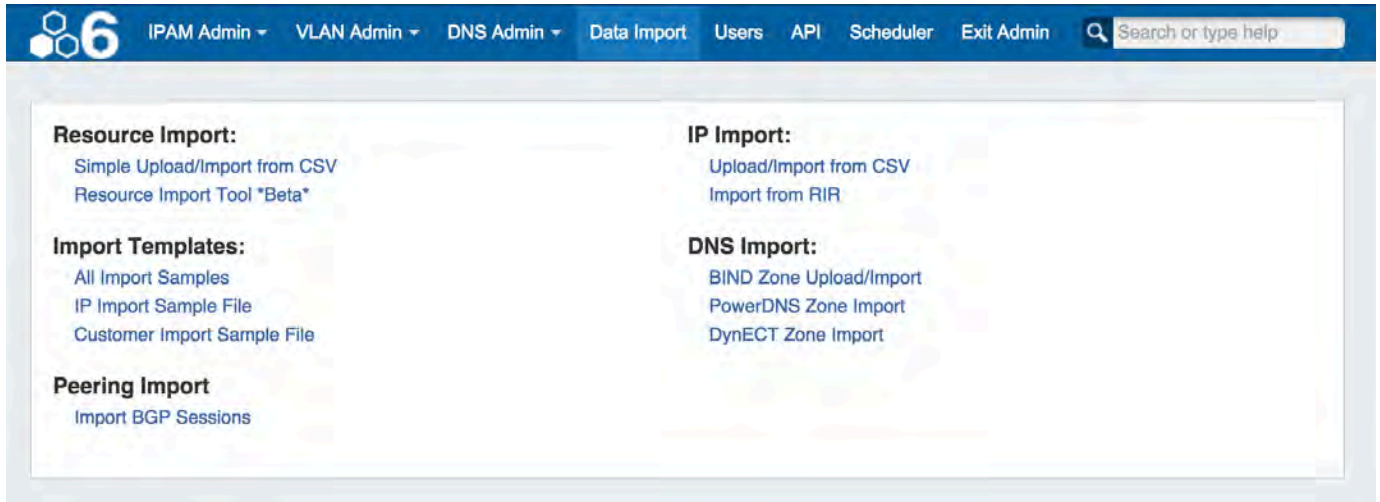 6 IPAM Admin VLAN Admin DNS Admin Data Import Users API Scheduler Exit Admin Search or type help
Resource Import:
Simple Upload/Import from CSV
Resource Import Tool *Beta*
Import Templates:
All Import Samples
IP Import Sample File
Customer Import Sample File
Peering Import
Import BGP Sessions
IP Import:
Upload/Import from CSV
Import from RIR
DNS Import:
BIND Zone Upload/Import
PowerDNS Zone Import
DynECT Zone Import